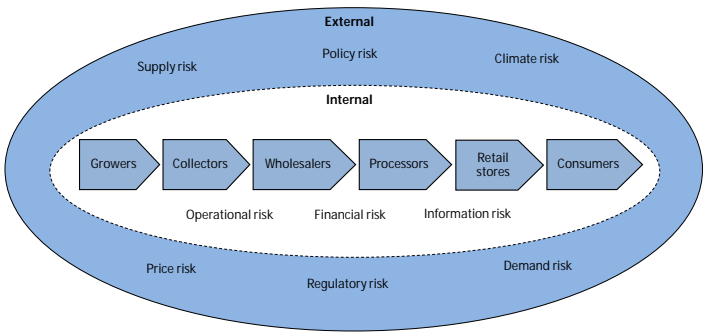 External
Policy risk
Supply risk
Climate risk
Internal
Growers
Collectors
Wholesalers
Processors
Retail
stores
Consumers
Operational risk
Financial risk
Information risk
Price risk
Regulatory risk
Demand risk